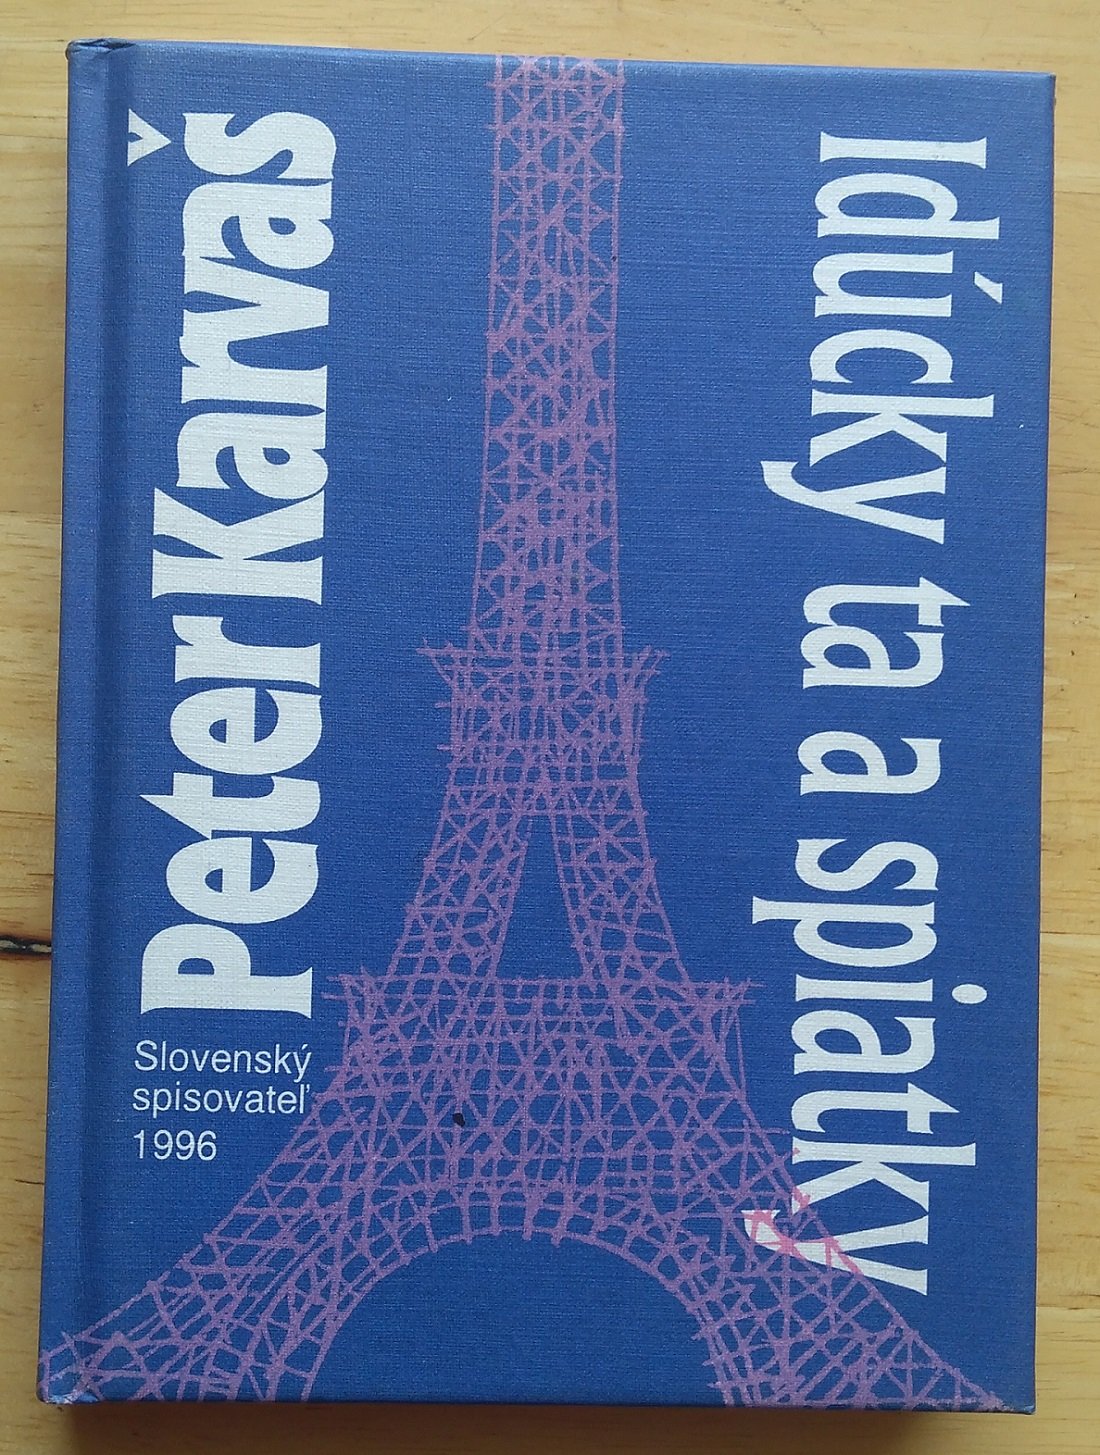 Peter Karvaš
Idúcky ta a spiatky
Slovenský
spisovateľ
1996